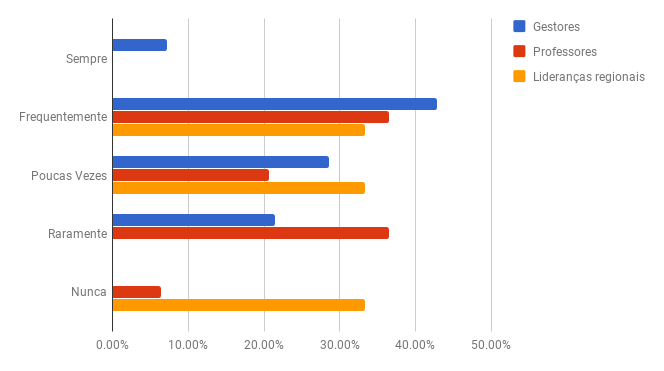 Gestores
Professores
Lideranças regionais
Sempre
Frequentemente
Poucas Vezes
Raramente
Nunca
0.00% 10.00% 20.00% 30.00% 40.00% 50.00%